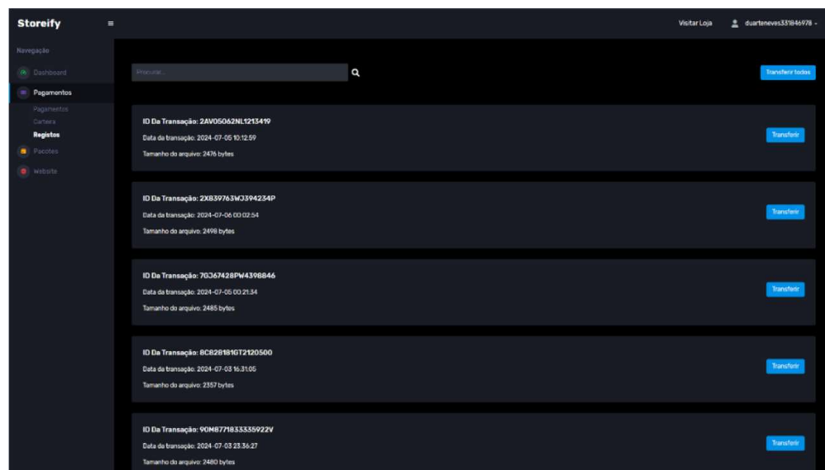 Storeify
Visitar Loja
duarteneves331846978
Navegação
Dashboard
Pagamentos
Pagamentos
Carteira
Registos
Pacotes
Website
Procurar...
Transferir todos
ID Da Transação: 2AV05062NL1213419
Data da transação: 2024-07-05 10:12:59
Tamanho do arquivo: 2476 bytes
Transferir
ID Da Transação: 2XB39763WJ394234P
Data da transação: 2024-07-06 00:02:54
Tamanho do arquivo: 2498 bytes
Transferir
ID Da Transação: 7GJ67428PW4398846
Data da transação: 2024-07-05 00:21:34
Tamanho do arquivo: 2485 bytes
Transferir
ID Da Transação: 8C828181GT2120500
Data da transação: 2024-07-03 16:31:05
Tamanho do arquivo: 2357 bytes
Transferir
ID Da Transação: 90M8771833335922V
Data da transação: 2024-07-03 23:36:27
Tamanho do arquivo: 2480 bytes
Transferir